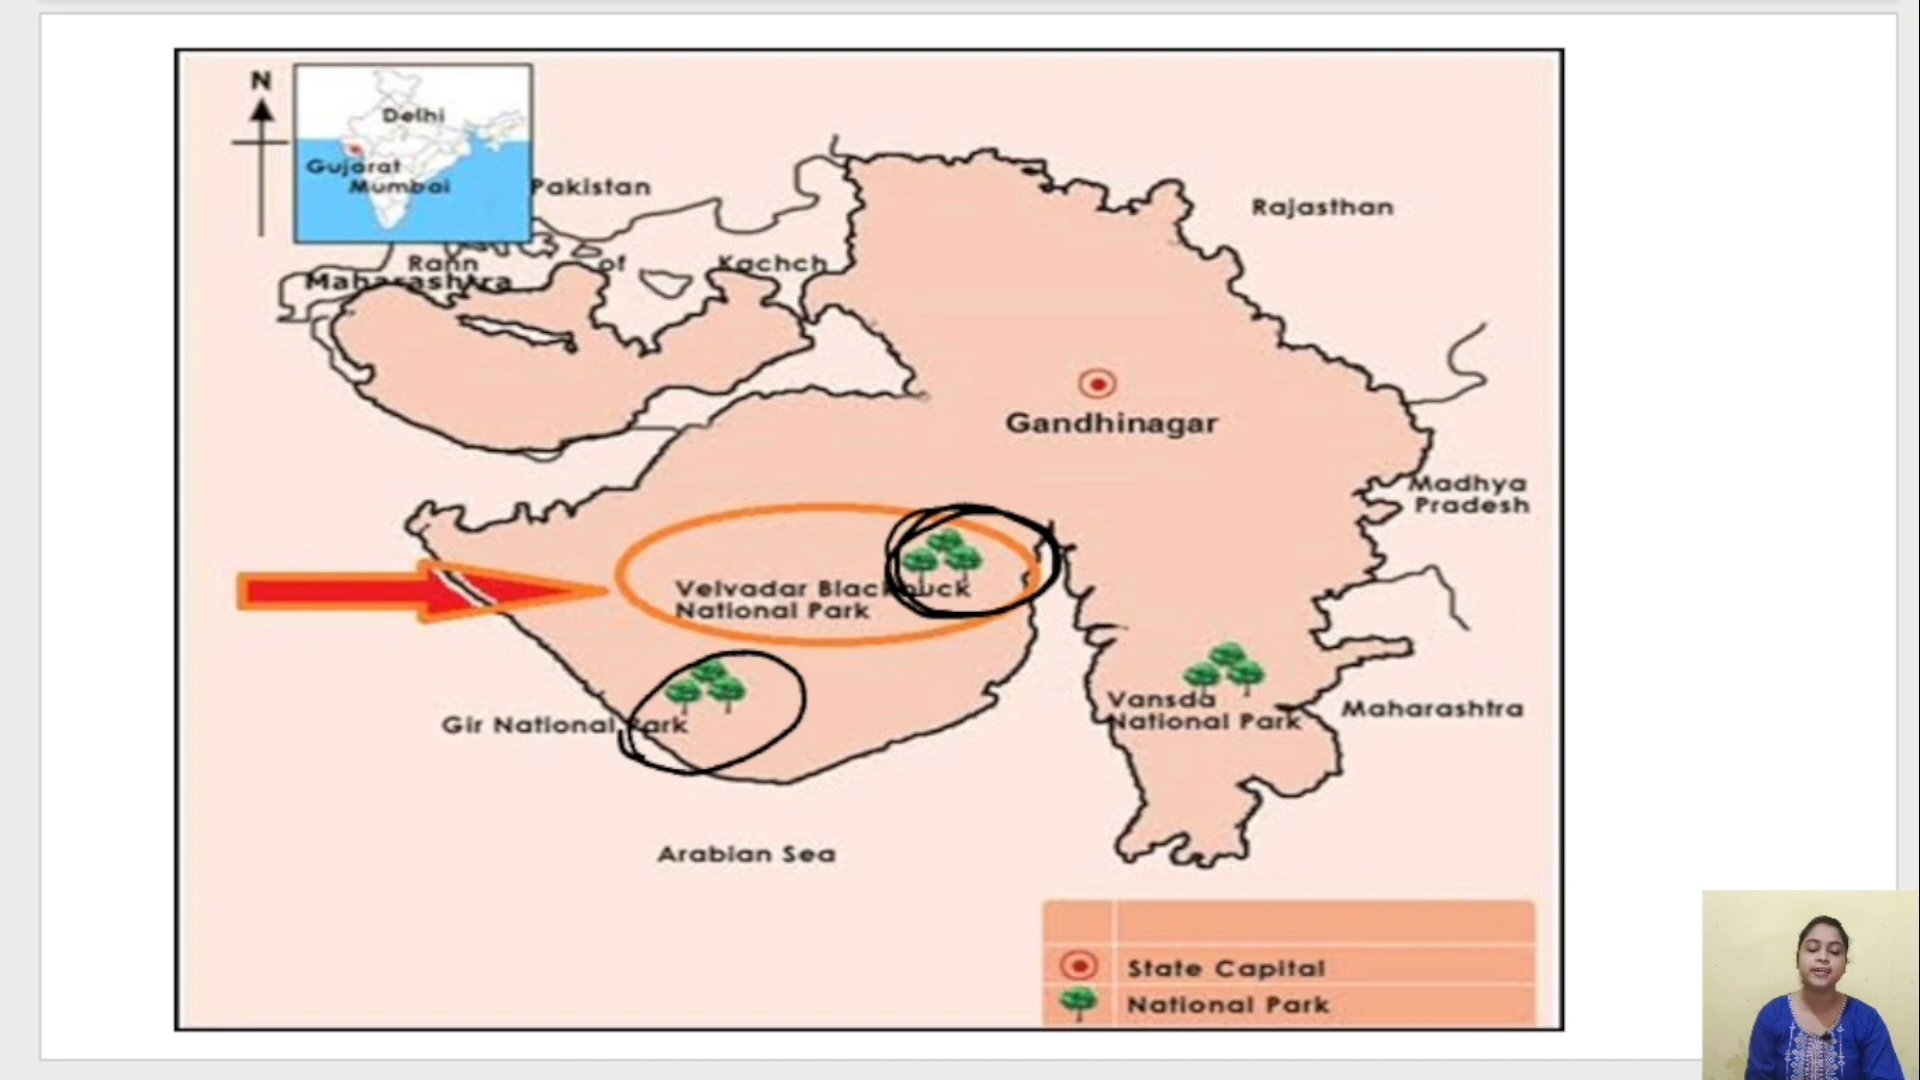 N
Delhi
Gujarat
Mumbai
Pakistan
Rajasthan
Rann of Kachch
Maharashtra
Gandhinagar
Madhya
Pradesh
Velvadar Blackbuck
National Park
Vansda
National Park
Maharashtra
Gir National Park
Arabian Sea
State Capital
National Park